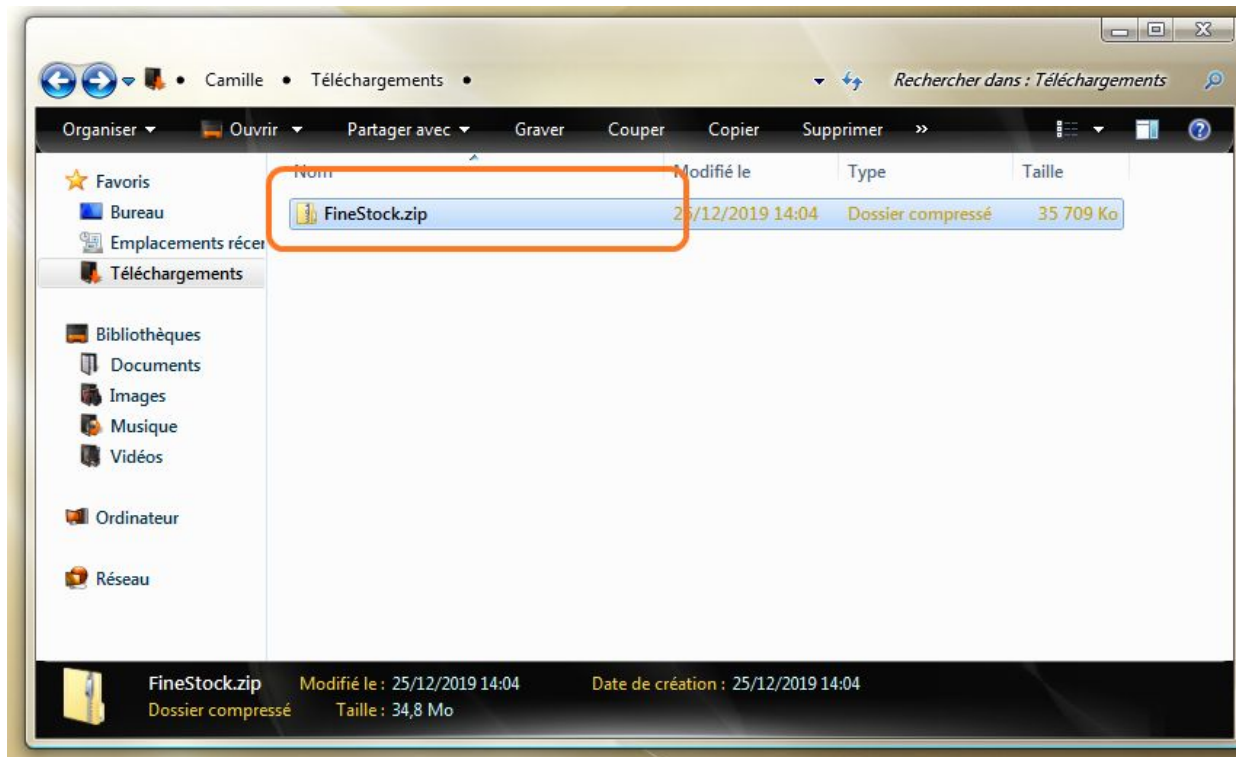 Camille • Téléchargements • Rechercher dans : Téléchargements
Organiser Ouvrir Partager avec Graver Couper Copier Supprimer »
Nom Modifié le Type Taille
FineStock.zip 25/12/2019 14:04 Dossier compressé 35 709 Ko
Favoris
Bureau
Emplacements récen
Téléchargements
Bibliothèques
Documents
Images
Musique
Vidéos
Ordinateur
Réseau
FineStock.zip Modifié le : 25/12/2019 14:04 Date de création : 25/12/2019 14:04
Dossier compressé Taille : 34,8 Mo